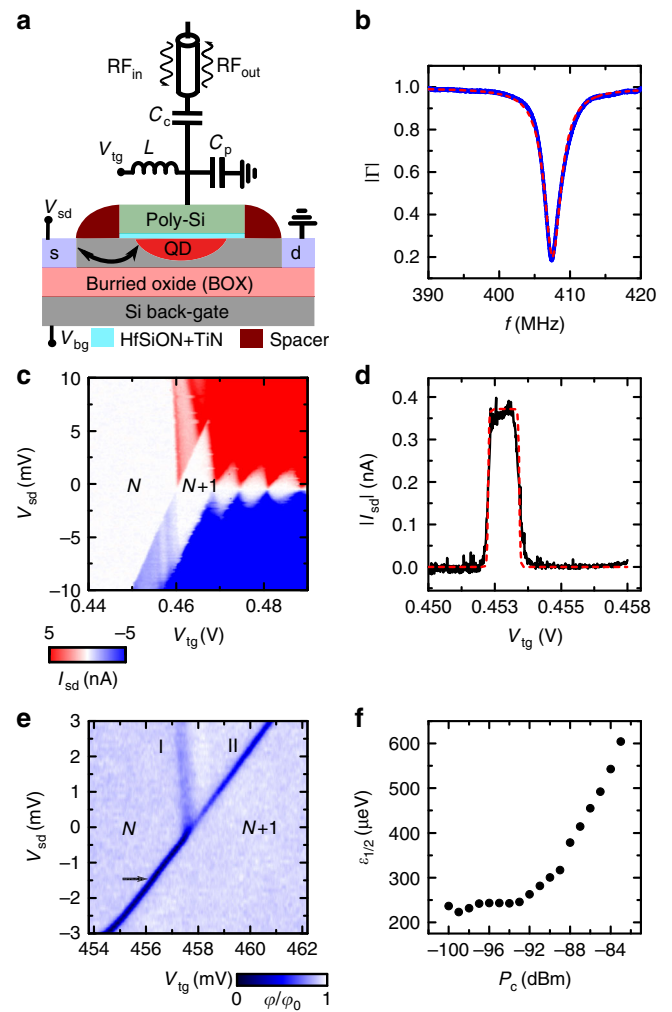 a
RF_in
RF_out
C_c
V_tg
L
C_p
V_sd
Poly-Si
s
QD
d
Burried oxide (BOX)
Si back-gate
V_bg
HfSiON+TiN
Spacer
b
1.0
0.8
0.6
0.4
0.2
|Γ|
390
400
410
420
f (MHz)
c
10
5
0
−5
−10
V_sd (mV)
N
N+1
0.44
0.46
0.48
V_tg (V)
5
−5
I_sd (nA)
d
0.4
0.3
0.2
0.1
0.0
|I_sd| (nA)
0.450
0.453
0.455
0.458
V_tg (V)
e
3
2
1
0
−1
−2
−3
V_sd (mV)
I
II
N
N+1
454
456
458
460
462
V_tg (mV)
0
φ/φ_0
1
f
600
500
400
300
200
ε_1/2 (μeV)
−100
−96
−92
−88
−84
P_c (dBm)